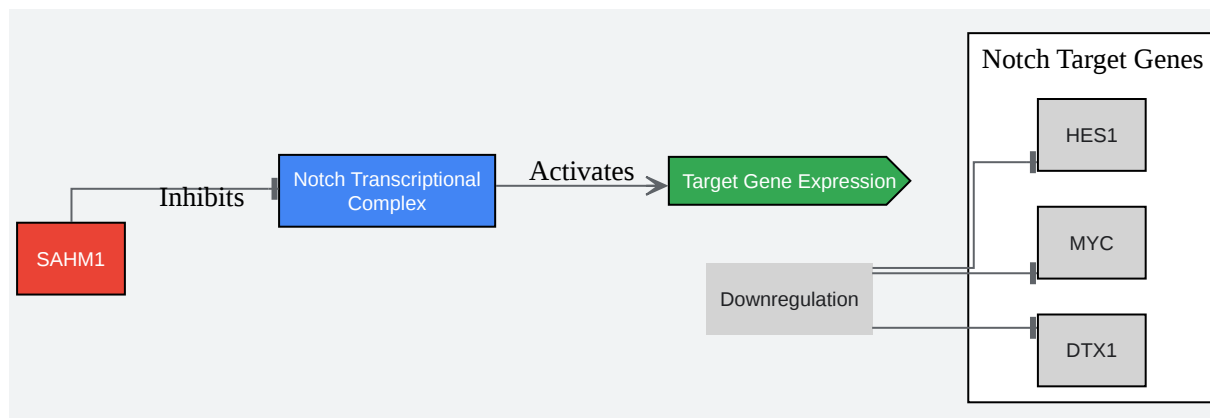 Notch Target Genes
HES1
Activates
Notch Transcriptional
Complex
Target Gene Expression
Inhibits
MYC
SAHM1
Downregulation
DTX1